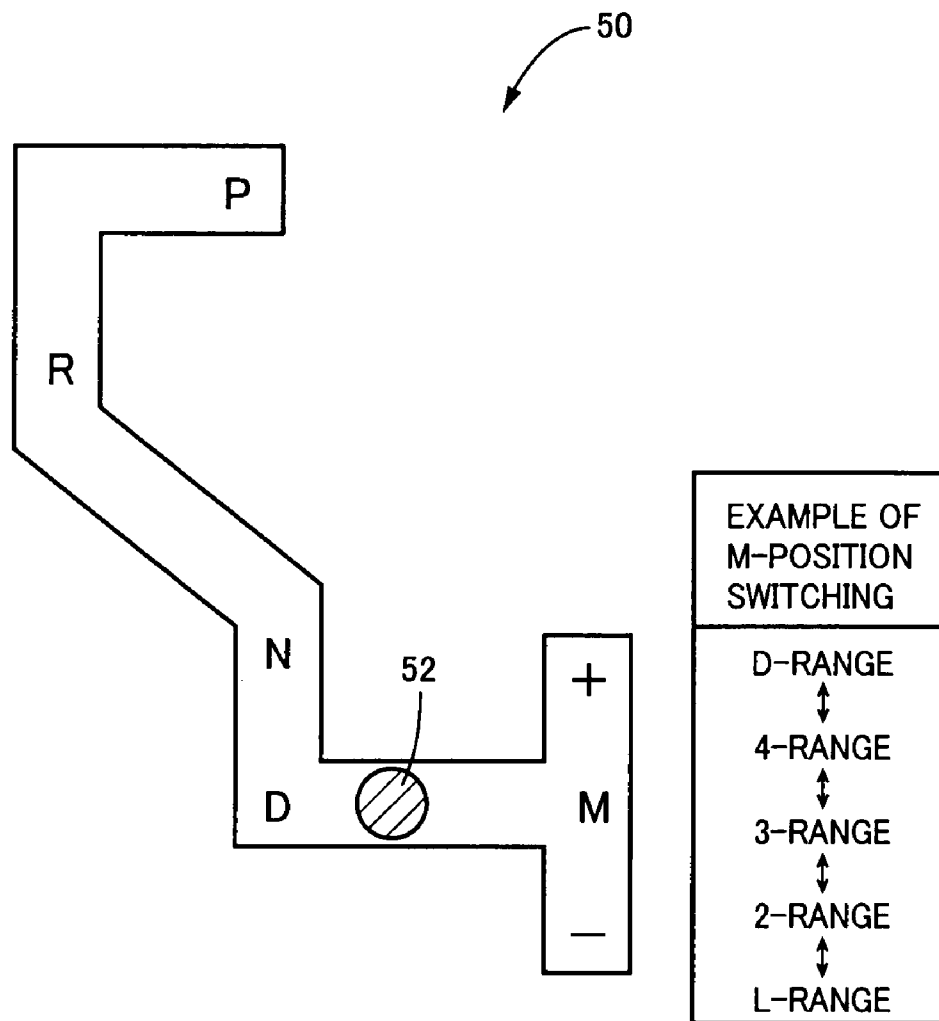 50
P
R
N
52
+
D
M
−
EXAMPLE OF
M-POSITION
SWITCHING
D-RANGE
4-RANGE
3-RANGE
2-RANGE
L-RANGE